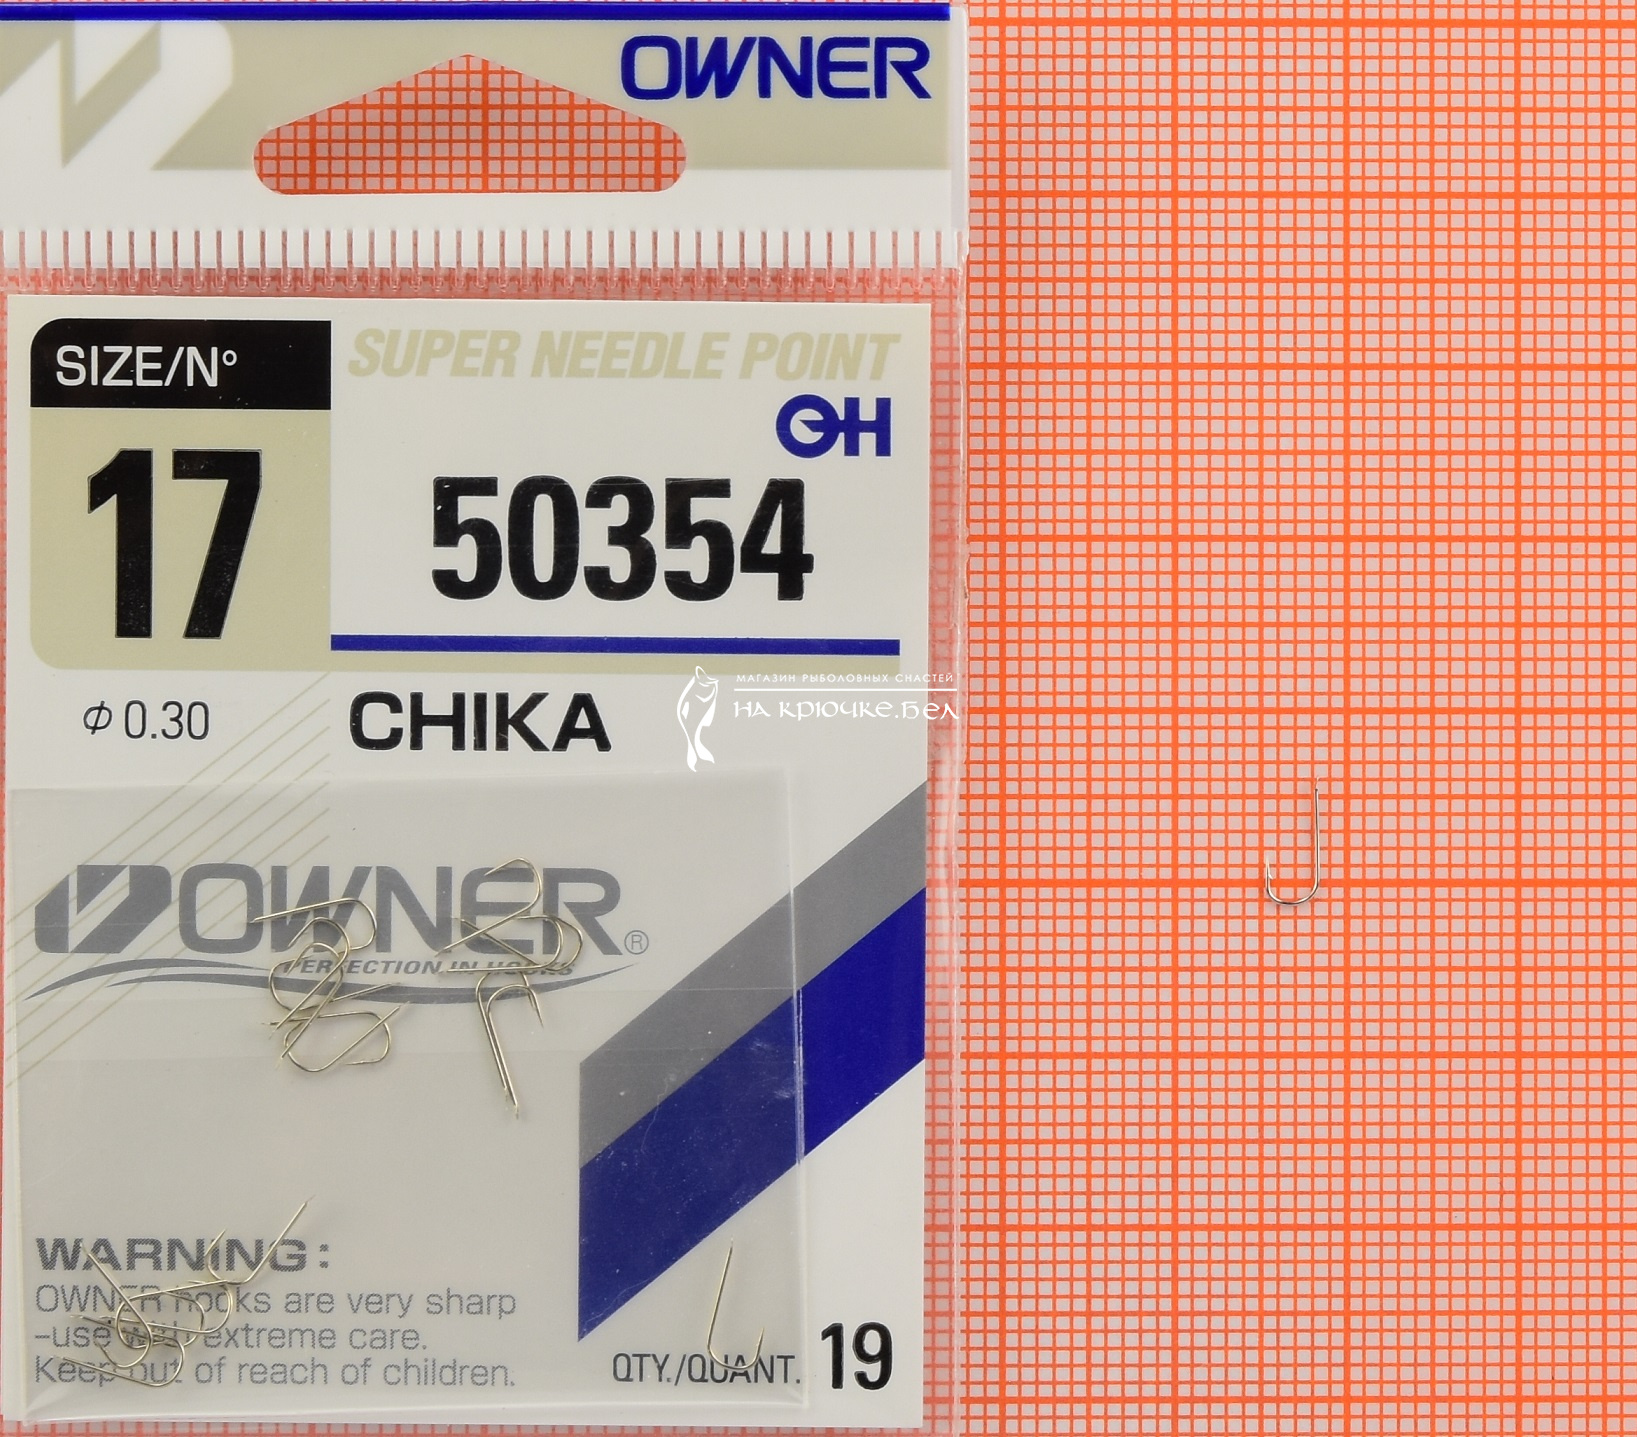 OWNER
SIZE/Nº
SUPER NEEDLE POINT
17
50354
Φ 0.30
CHIKA
МАГАЗИН РЫБОЛОВНЫХ СНАСТЕЙ
НА КРЮЧКЕ.БЕЛ
OWNER®
PERFECTION IN HOOKS
WARNING:
OWNER hooks are very sharp
–use with extreme care.
Keep out of reach of children.
QTY./QUANT. 19